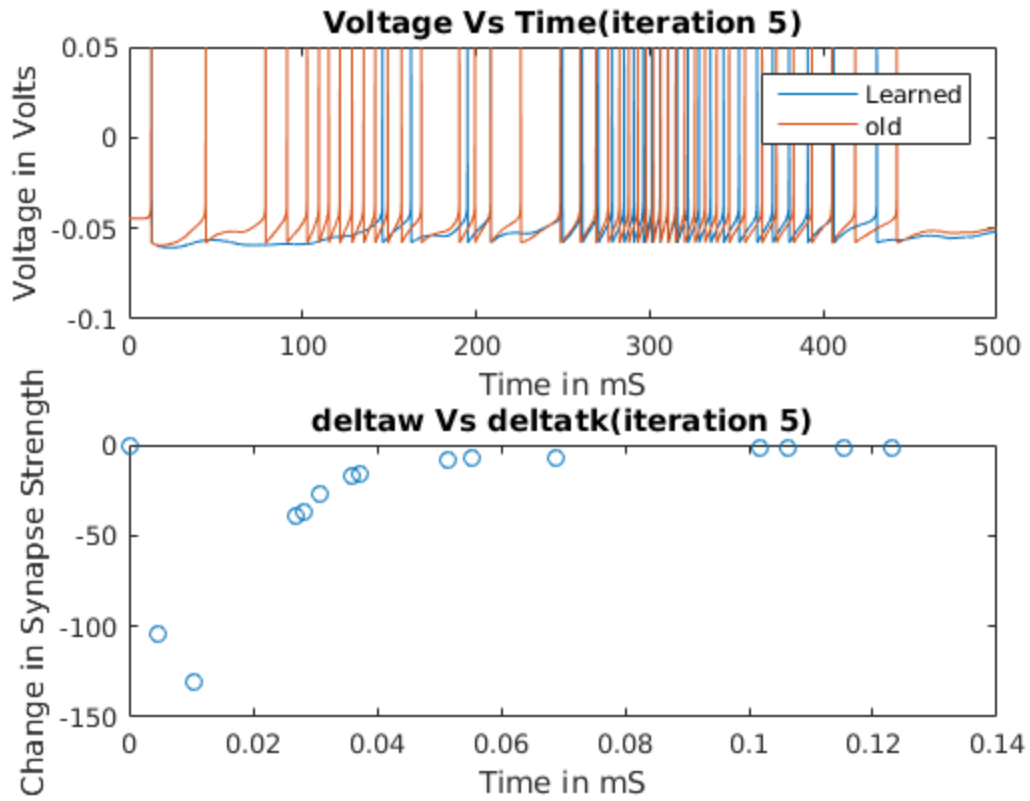 Voltage Vs Time(iteration 5)
Voltage in Volts
0.05
0
-0.05
-0.1
Learned
old
0 100 200 300 400 500
Time in mS
deltaw Vs deltatk(iteration 5)
Change in Synapse Strength
0
-50
-100
-150
0 0.02 0.04 0.06 0.08 0.1 0.12 0.14
Time in mS